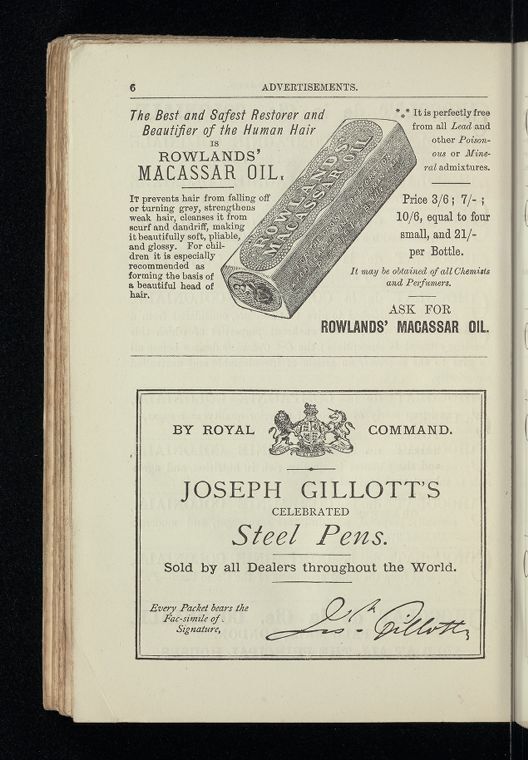 6
ADVERTISEMENTS.
The Best and Safest Restorer and
Beautifier of the Human Hair
IS
ROWLANDS'
MACASSAR OIL.
IT prevents hair from falling off
or turning grey, strengthens
weak hair, cleanses it from
scurf and dandriff, making
it beautifully soft, pliable,
and glossy. For chil-
dren it is especially
recommended as
forming the basis of
a beautiful head of
hair.
ROWLANDS'
MACASSAR OIL
*** It is perfectly free
from all Lead and
other Poison-
ous or Mine-
ral admixtures.
Price 3/6; 7/-;
10/6, equal to four
small, and 21/-
per Bottle.
It may be obtained of all Chemists
and Perfumers.
ASK FOR
ROWLANDS' MACASSAR OIL.
BY ROYAL COMMAND.
JOSEPH GILLOTT'S
CELEBRATED
Steel Pens.
Sold by all Dealers throughout the World.
Every Packet bears the
Fac-simile of
Signature,
Jos. Gillott